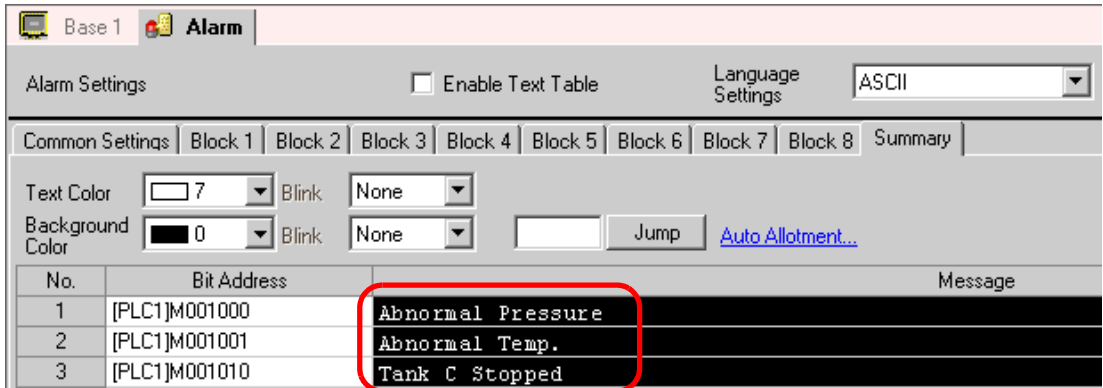 Base 1 Alarm
Alarm Settings Enable Text Table Language Settings ASCII
Common Settings Block 1 Block 2 Block 3 Block 4 Block 5 Block 6 Block 7 Block 8 Summary
Text Color 7 Blink None
Background Color 0 Blink None Jump Auto Allotment...
No. Bit Address Message
1 [PLC1]M001000 Abnormal Pressure
2 [PLC1]M001001 Abnormal Temp.
3 [PLC1]M001010 Tank C Stopped